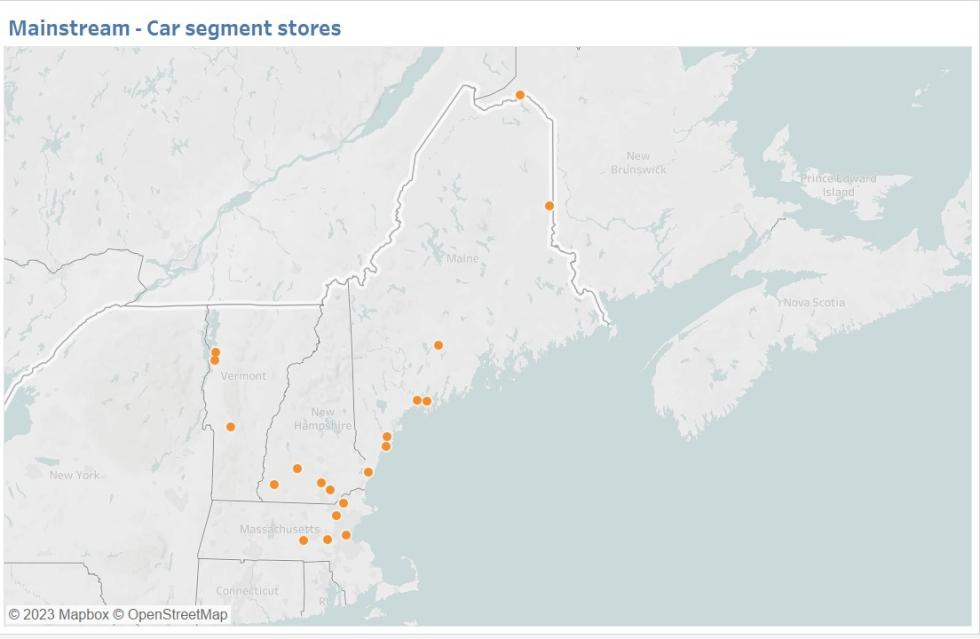 Mainstream - Car segment stores
New
Brunswick
Prince Edward
Island
Maine
Nova Scotia
Vermont
New
Hampshire
New York
Massachusetts
Connecticut
© 2023 Mapbox © OpenStreetMap